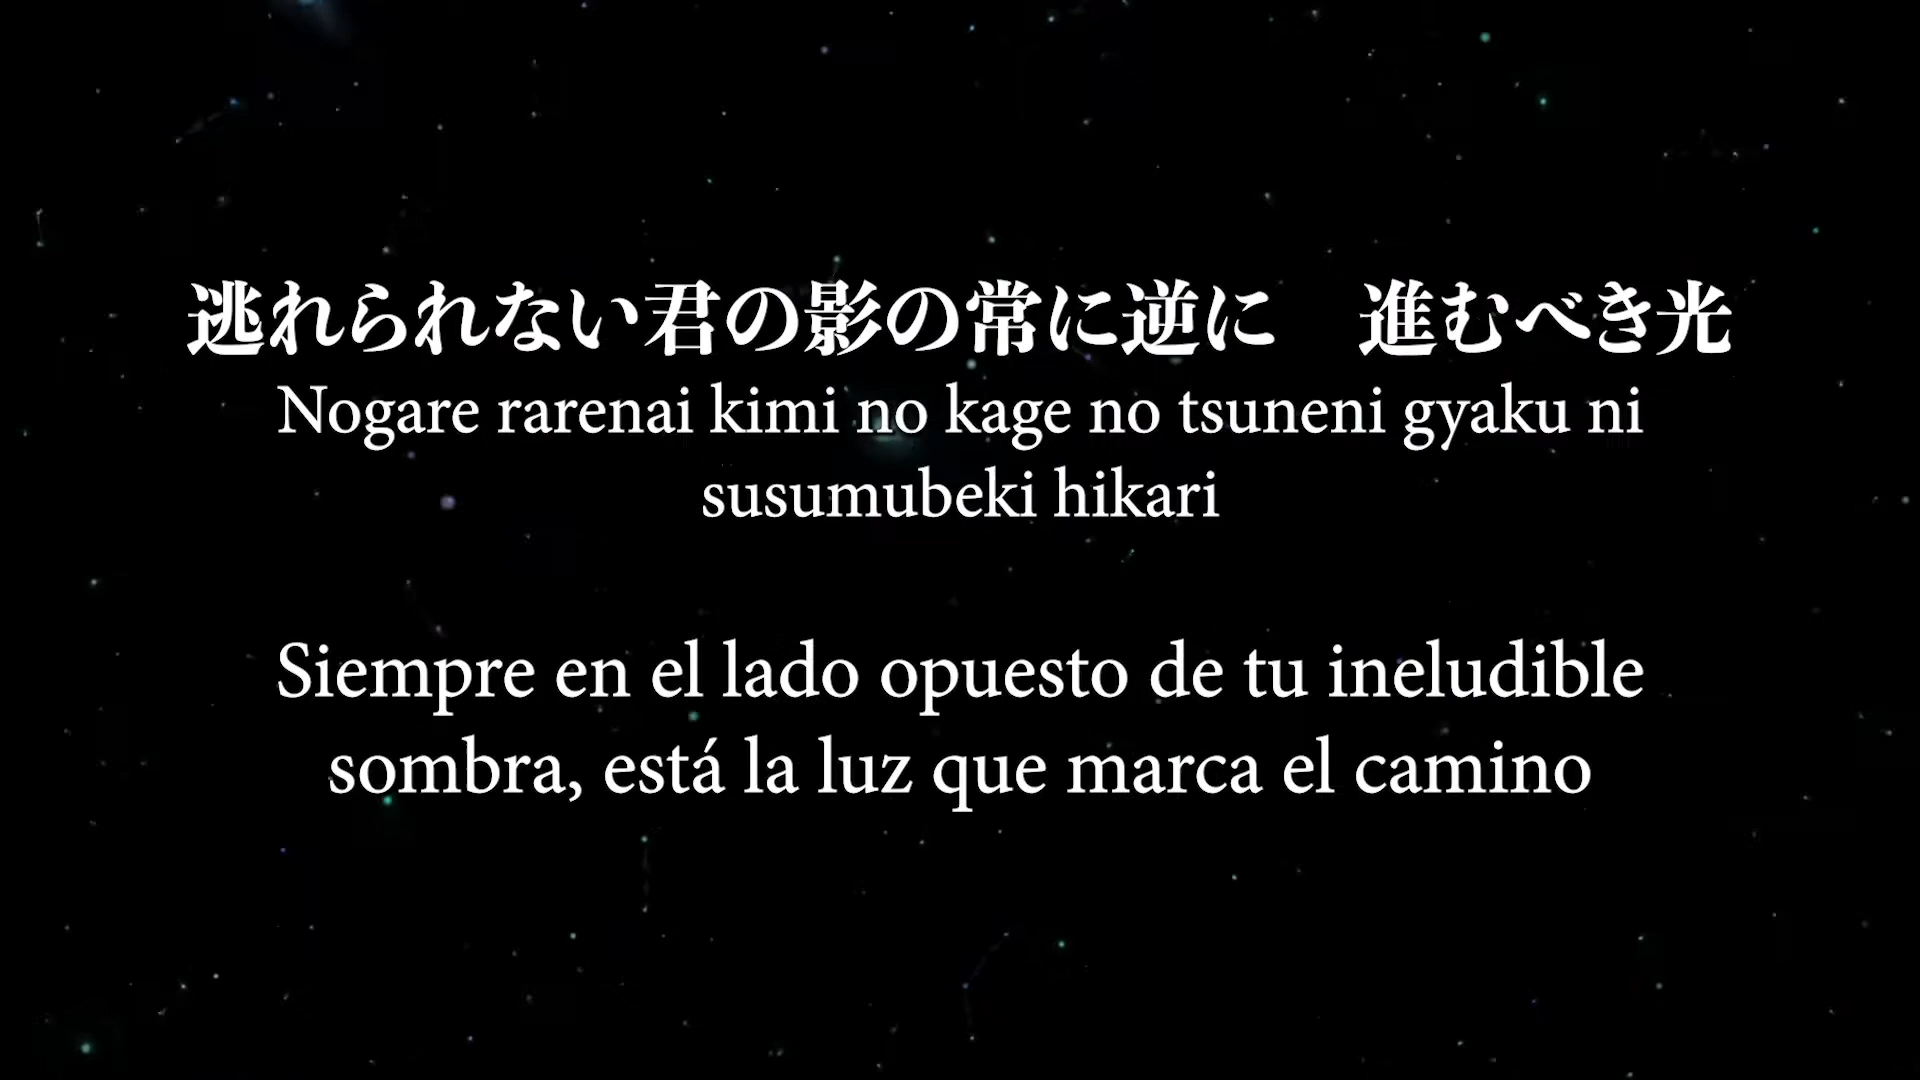 逃れられない君の影の常に逆に　進むべき光
Nogare rarenai kimi no kage no tsuneni gyaku ni
susumubeki hikari
Siempre en el lado opuesto de tu ineludible
sombra, está la luz que marca el camino